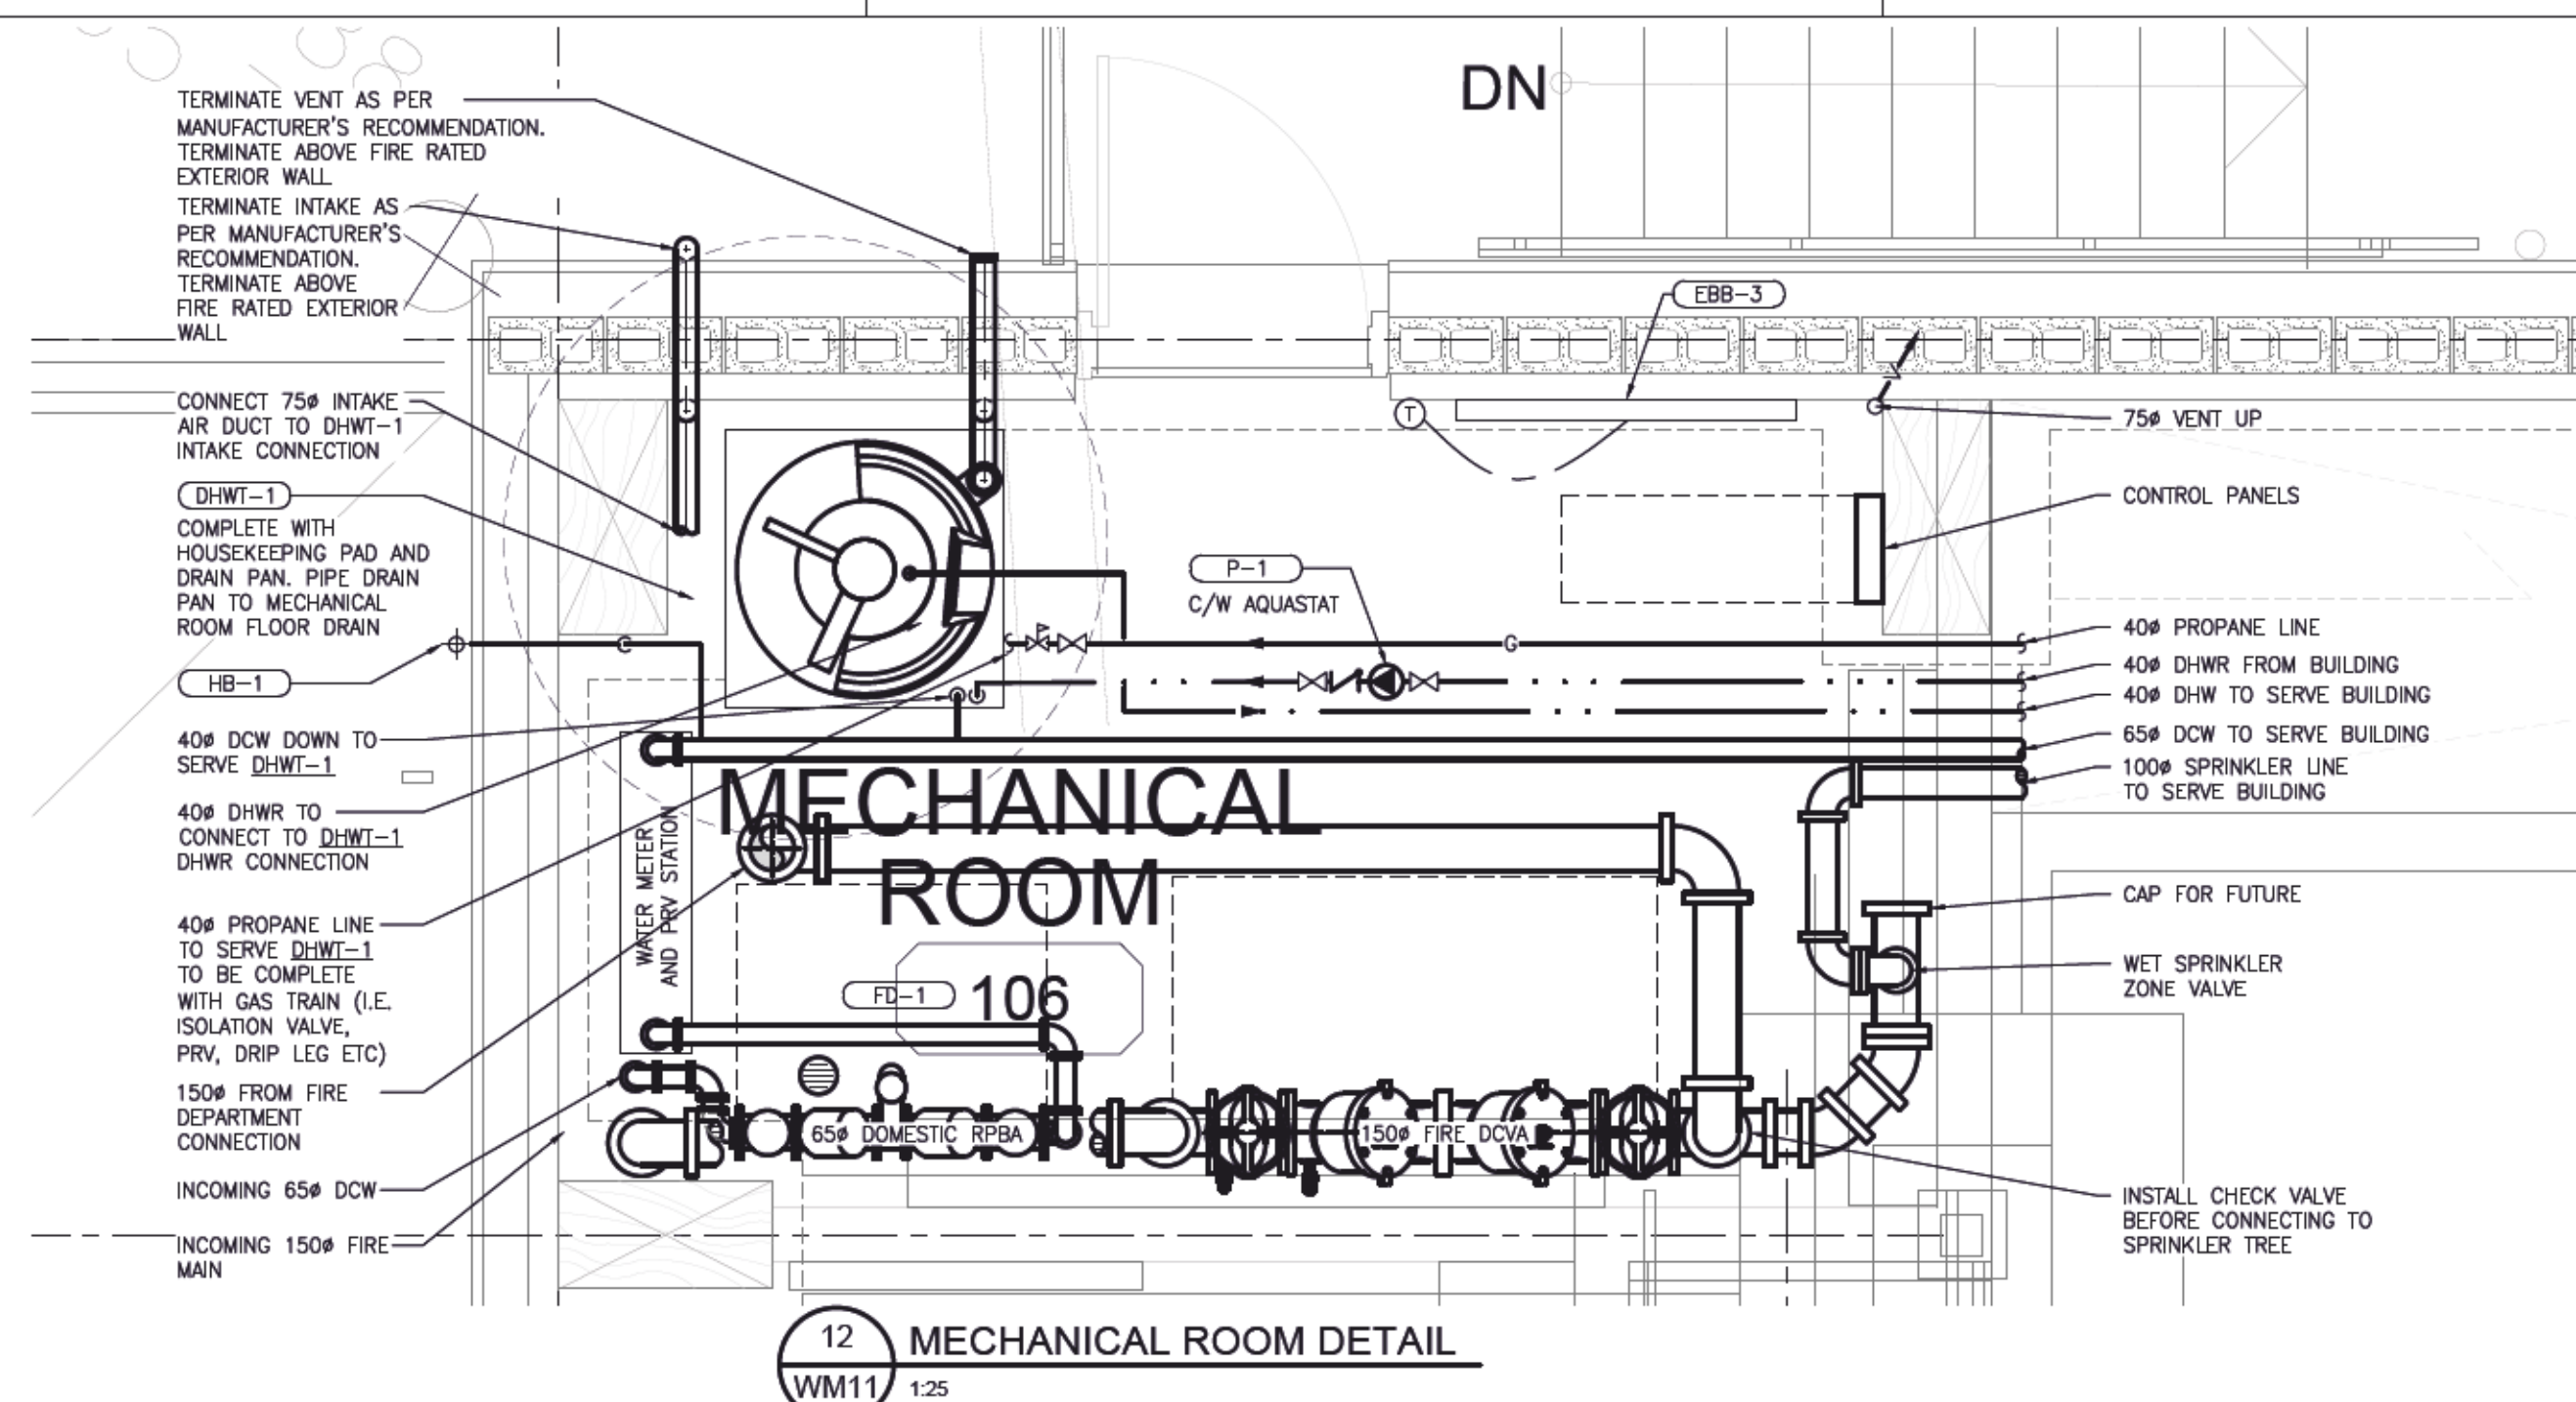 TERMINATE VENT AS PER
MANUFACTURER'S RECOMMENDATION.
TERMINATE ABOVE FIRE RATED
EXTERIOR WALL
TERMINATE INTAKE AS
PER MANUFACTURER'S
RECOMMENDATION.
TERMINATE ABOVE
FIRE RATED EXTERIOR
WALL
CONNECT 75ø INTAKE
AIR DUCT TO DHWT-1
INTAKE CONNECTION
DHWT-1
COMPLETE WITH
HOUSEKEEPING PAD AND
DRAIN PAN. PIPE DRAIN
PAN TO MECHANICAL
ROOM FLOOR DRAIN
HB-1
40ø DCW DOWN TO
SERVE DHWT-1
40ø DHWR TO
CONNECT TO DHWT-1
DHWR CONNECTION
40ø PROPANE LINE
TO SERVE DHWT-1
TO BE COMPLETE
WITH GAS TRAIN (I.E.
ISOLATION VALVE,
PRV, DRIP LEG ETC)
150ø FROM FIRE
DEPARTMENT
CONNECTION
INCOMING 65ø DCW
INCOMING 150ø FIRE
MAIN
DN
EBB-3
T
P-1
C/W AQUASTAT
G
MECHANICAL
ROOM
106
FD-1
WATER METER
AND PRV STATION
65ø DOMESTIC RPBA
150ø FIRE DCVA
75ø VENT UP
CONTROL PANELS
40ø PROPANE LINE
40ø DHWR FROM BUILDING
40ø DHW TO SERVE BUILDING
65ø DCW TO SERVE BUILDING
100ø SPRINKLER LINE
TO SERVE BUILDING
CAP FOR FUTURE
WET SPRINKLER
ZONE VALVE
INSTALL CHECK VALVE
BEFORE CONNECTING TO
SPRINKLER TREE
12
WM11
MECHANICAL ROOM DETAIL
1:25